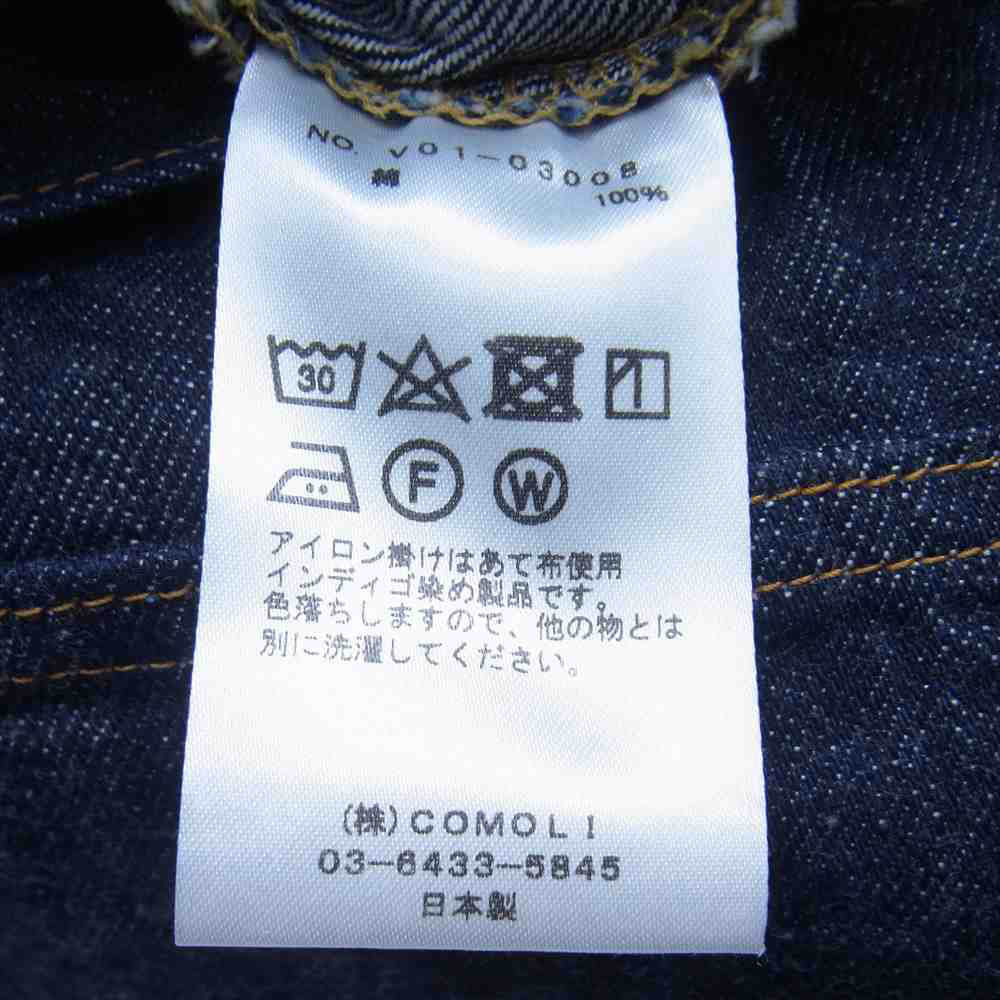 NO. V01-03008
綿 100%
30
F W
アイロン掛けはあて布使用
インディゴ染め製品です。
色落ちしますので、他の物とは
別に洗濯してください。
(株)COMOLI
03-6433-5845
日本製